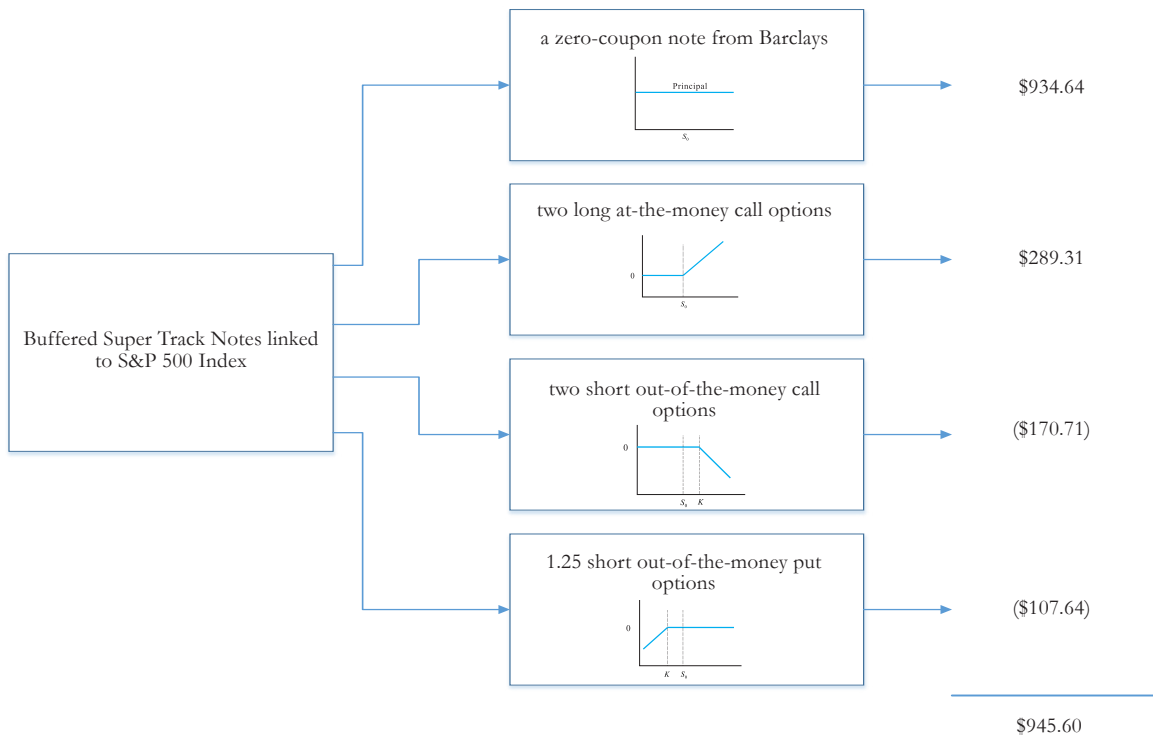 a zero-coupon note from Barclays
Principal
S₀
$934.64
two long at-the-money call options
0
S₀
$289.31
Buffered Super Track Notes linked
to S&P 500 Index
two short out-of-the-money call
options
0
S₀ K
($170.71)
1.25 short out-of-the-money put
options
0
K S₀
($107.64)
$945.60